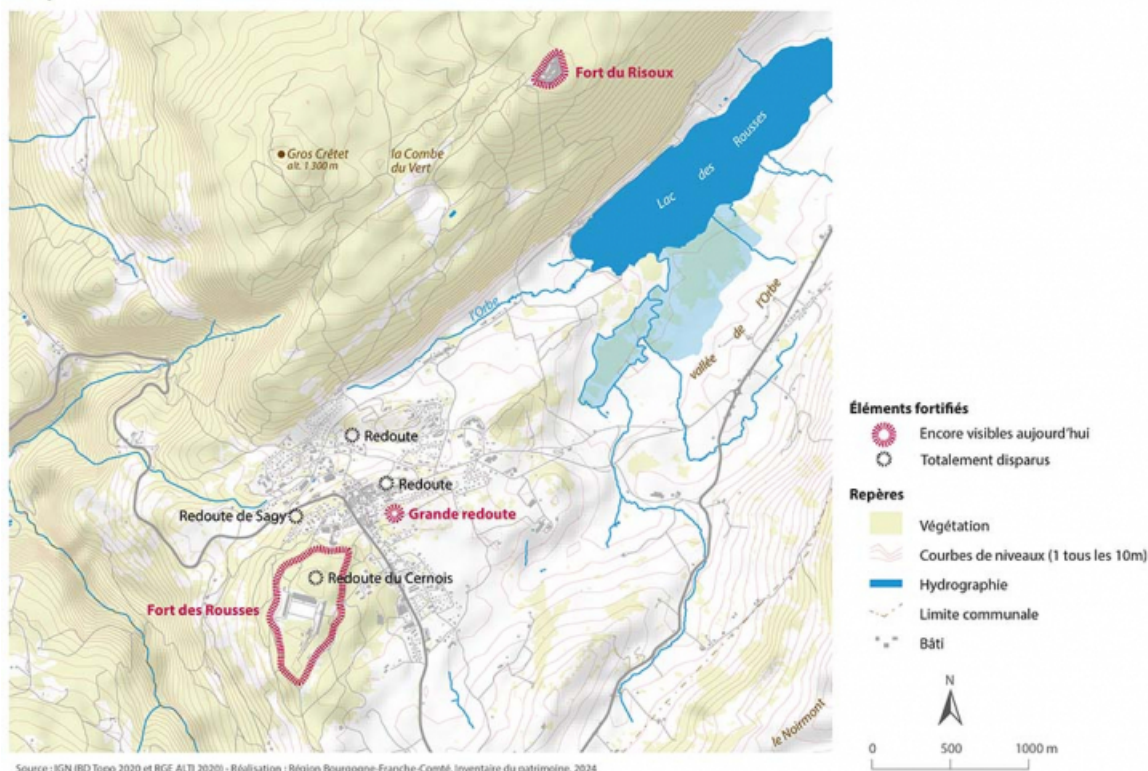 Fort du Risoux
Gros Crêtet
alt. 1 300 m
la Combe
du Vert
Lac des Rousses
l'Orbe
vallée de l'Orbe
Redoute
Redoute
Redoute de Sagy
Grande redoute
Redoute du Cernois
Fort des Rousses
le Noirmont
Éléments fortifiés
Encore visibles aujourd'hui
Totalement disparus
Repères
Végétation
Courbes de niveaux (1 tous les 10m)
Hydrographie
Limite communale
Bâti
N
0 500 1000 m
Source : IGN (BD Topo 2020 et RGE ALTI 2020) - Réalisation : Région Bourgogne-Franche-Comté, Inventaire du patrimoine, 2024